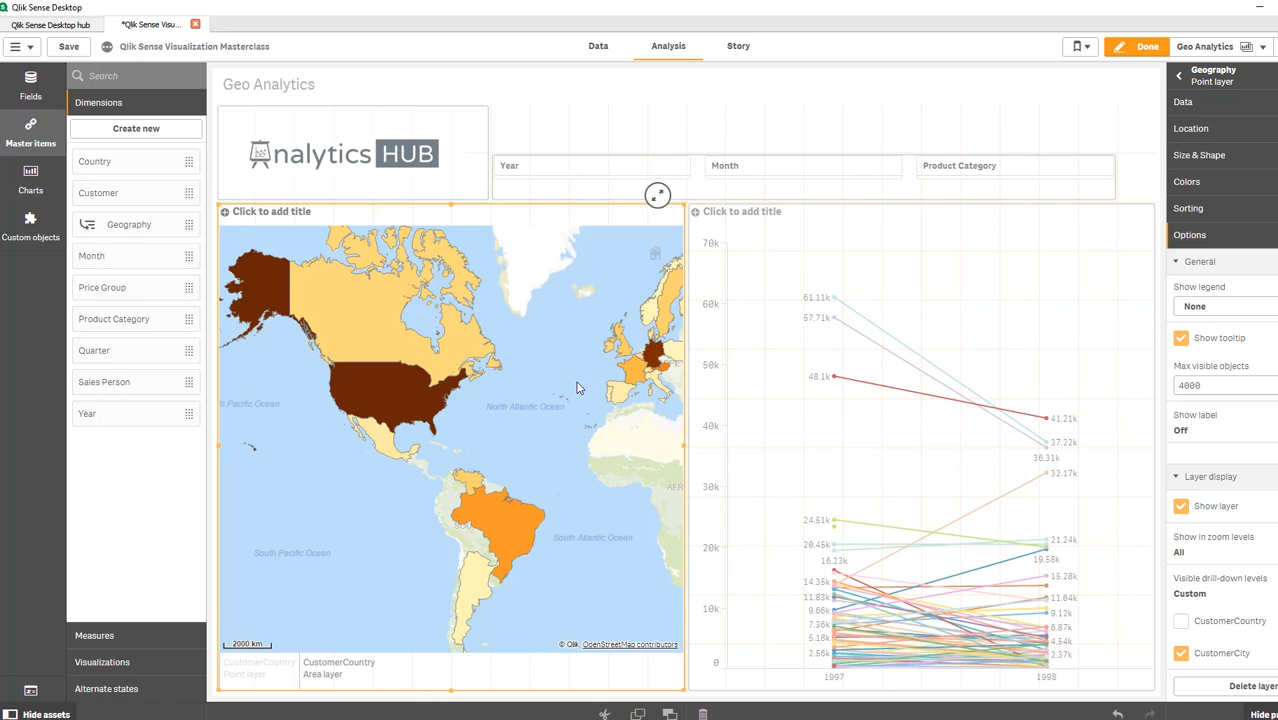 Qlik Sense Desktop
Qlik Sense Desktop hub
*Qlik Sense Visu...
Save
Qlik Sense Visualization Masterclass
Data
Analysis
Story
Done
Geo Analytics
Fields
Master items
Charts
Custom objects
Search
Dimensions
Create new
Country
Customer
Geography
Month
Price Group
Product Category
Quarter
Sales Person
Year
Measures
Visualizations
Alternate states
Hide assets
Geo Analytics
nalytics HUB
Year
Month
Product Category
Click to add title
North Atlantic Ocean
h Pacific Ocean
South Pacific Ocean
South Atlantic Ocean
AFR
2000 km
© Qlik, OpenStreetMap contributors
CustomerCountry
Point layer
CustomerCountry
Area layer
Click to add title
70k
60k
50k
40k
30k
20k
10k
0
61.11k
57.71k
48.1k
24.51k
20.45k
16.23k
14.35k
11.83k
9.66k
7.36k
5.18k
2.56k
41.21k
37.22k
36.31k
32.17k
21.24k
19.58k
15.28k
11.64k
9.12k
6.87k
4.54k
2.37k
1997
1998
Geography
Point layer
Data
Location
Size & Shape
Colors
Sorting
Options
General
Show legend
None
Show tooltip
Max visible objects
4000
Show label
Off
Layer display
Show layer
Show in zoom levels
All
Visible drill-down levels
Custom
CustomerCountry
CustomerCity
Delete layer
Hide pr